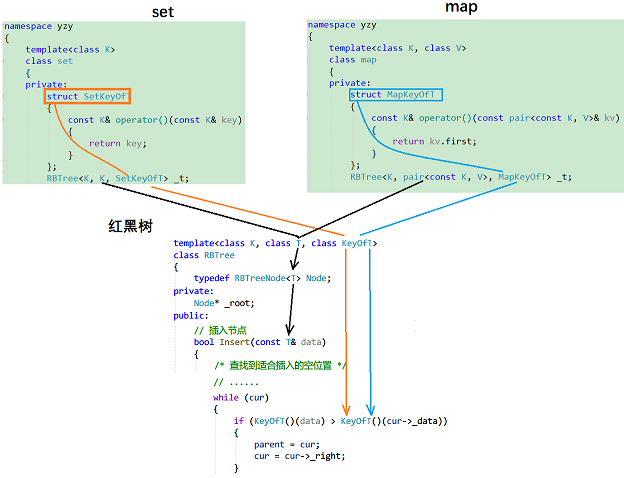 set
namespace yzy
{
template<class K>
class set
{
private:
struct SetKeyOfT
{
const K& operator()(const K& key)
{
return key;
}
};
RBTree<K, K, SetKeyOfT> _t;
map
namespace yzy
{
template<class K, class V>
class map
{
private:
struct MapKeyOfT
{
const K& operator()(const pair<const K, V>& kv)
{
return kv.first;
}
};
RBTree<K, pair<const K, V>, MapKeyOfT> _t;
红黑树
template<class K, class T, class KeyOfT>
class RBTree
{
typedef RBTreeNode<T> Node;
private:
Node* _root;
public:
// 插入节点
bool Insert(const T& data)
{
/* 查找到适合插入的空位置 */
// ......
while (cur)
{
if (KeyOfT()(data) > KeyOfT()(cur->_data))
{
parent = cur;
cur = cur->_right;
}